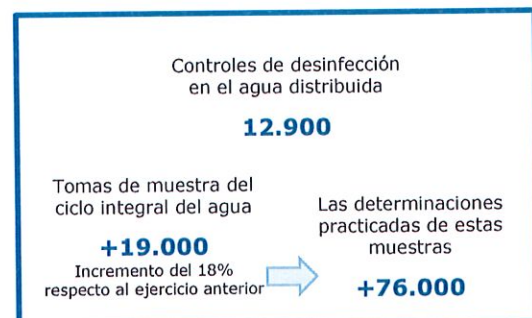 Controles de desinfección
en el agua distribuida
12.900
Tomas de muestra del
ciclo integral del agua
+19.000
Incremento del 18%
respecto al ejercicio anterior
Las determinaciones
practicadas de estas
muestras
+76.000